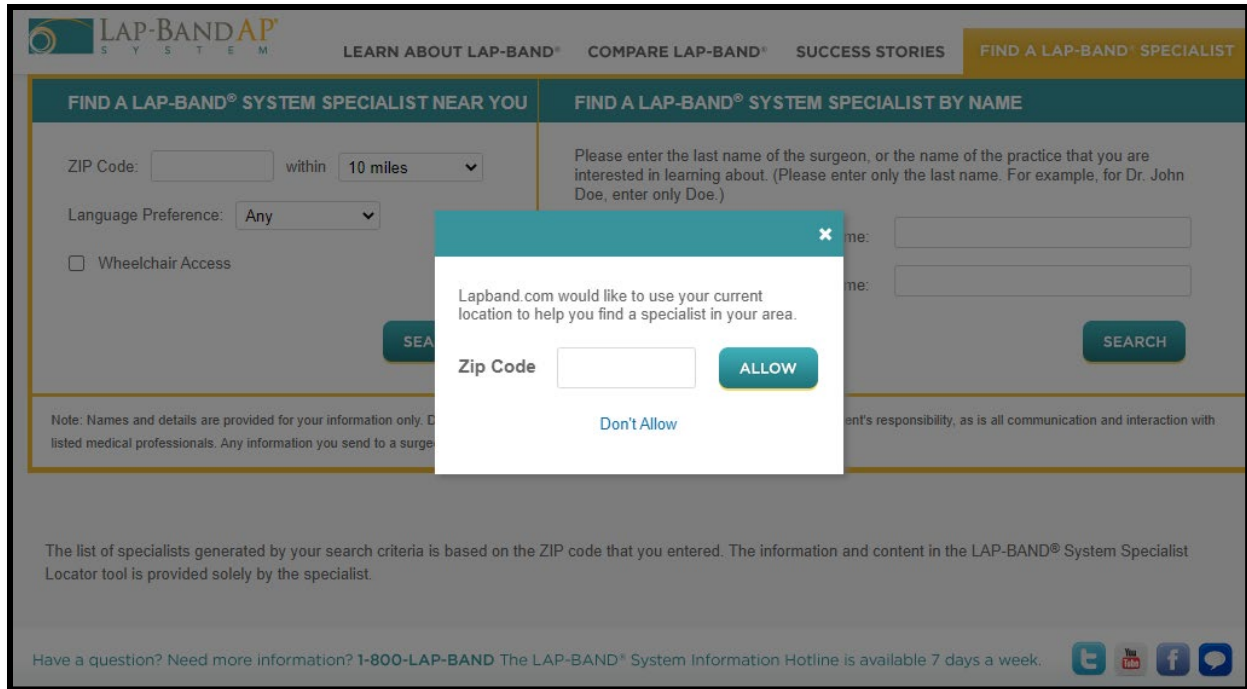 LAP-BAND AP®
SYSTEM
LEARN ABOUT LAP-BAND®
COMPARE LAP-BAND®
SUCCESS STORIES
FIND A LAP-BAND® SPECIALIST
FIND A LAP-BAND® SYSTEM SPECIALIST NEAR YOU
ZIP Code:
within
10 miles
Language Preference:
Any
Wheelchair Access
SEA
FIND A LAP-BAND® SYSTEM SPECIALIST BY NAME
Please enter the last name of the surgeon, or the name of the practice that you are
interested in learning about. (Please enter only the last name. For example, for Dr. John
Doe, enter only Doe.)
me:
me:
SEARCH
Lapband.com would like to use your current
location to help you find a specialist in your area.
Zip Code
ALLOW
Don't Allow
Note: Names and details are provided for your information only. D
ent's responsibility, as is all communication and interaction with
listed medical professionals. Any information you send to a surge
The list of specialists generated by your search criteria is based on the ZIP code that you entered. The information and content in the LAP-BAND® System Specialist
Locator tool is provided solely by the specialist.
Have a question? Need more information? 1-800-LAP-BAND The LAP-BAND® System Information Hotline is available 7 days a week.
You
Tube